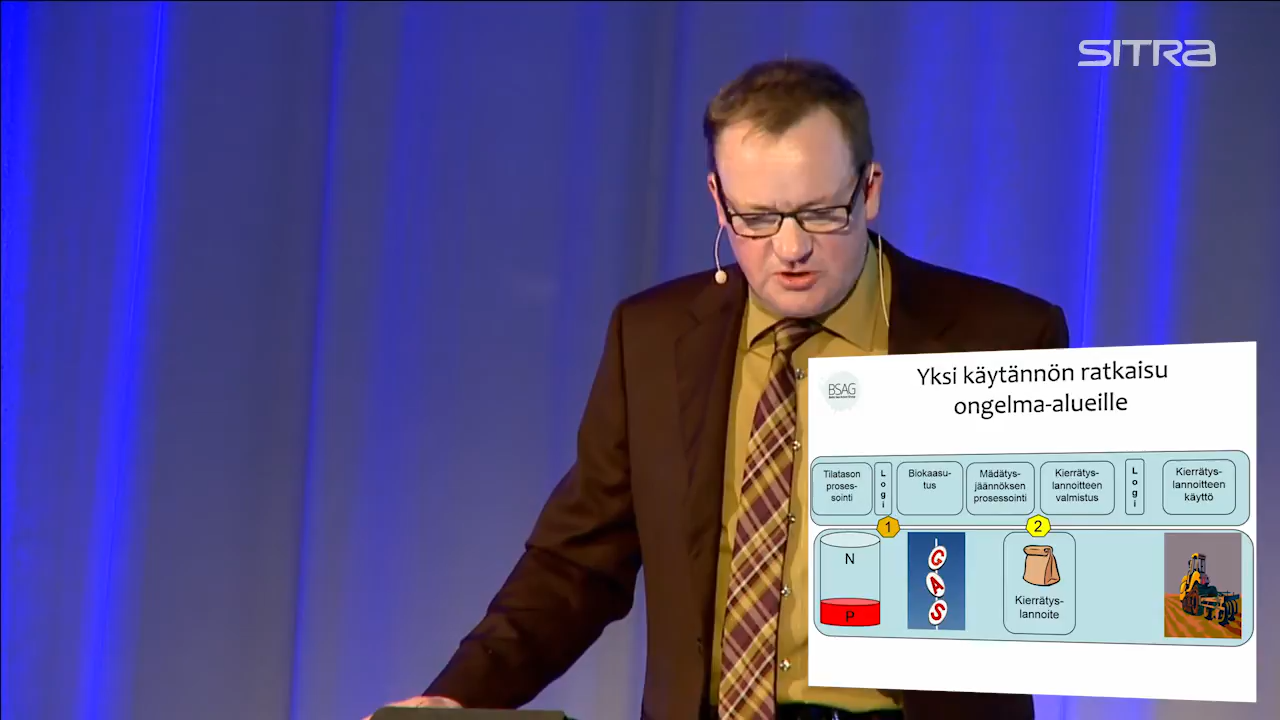 SITRA
BSAG
Yksi käytännön ratkaisu
ongelma-alueille
Tilatason
proses-
sointi
L
o
g
i
Biokaasu-
tus
Mädätys-
jäännöksen
prosessointi
Kierrätys-
lannoitteen
valmistus
L
o
g
i
Kierrätys-
lannoitteen
käyttö
1
2
N
P
G
A
S
Kierrätys-
lannoite